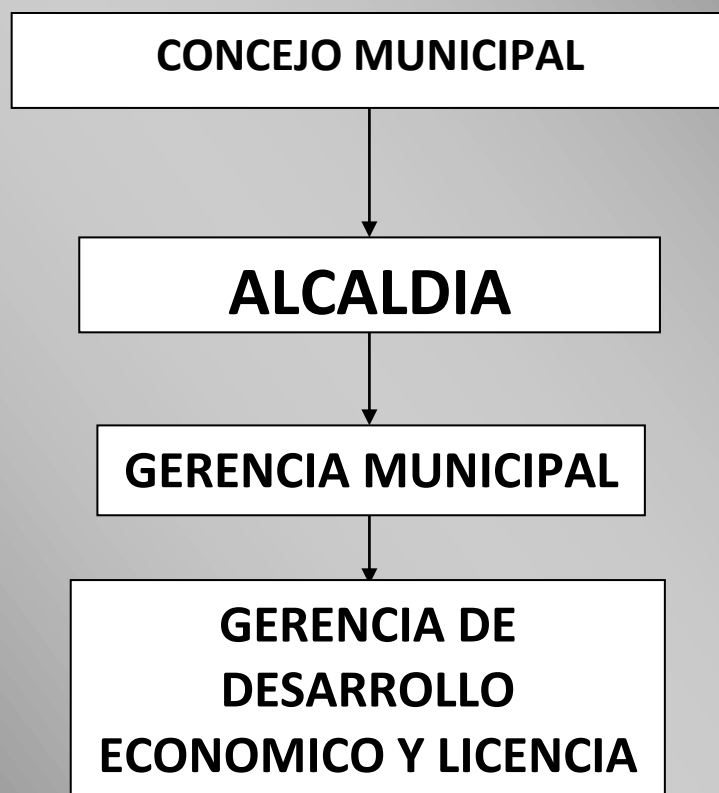 CONCEJO MUNICIPAL
ALCALDIA
GERENCIA MUNICIPAL
GERENCIA DE
DESARROLLO
ECONOMICO Y LICENCIA